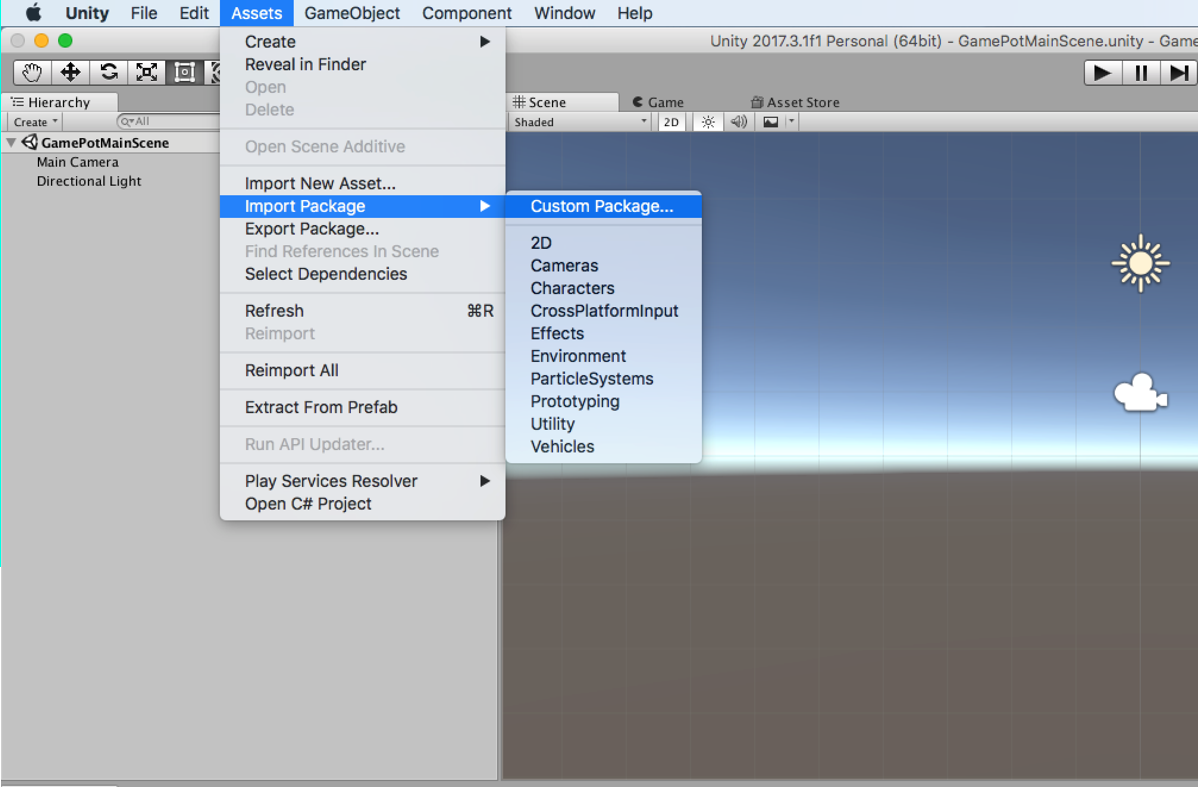 Unity File Edit Assets GameObject Component Window Help
Unity 2017.3.1f1 Personal (64bit) - GamePotMainScene.unity - Game
Hierarchy
Create
All
GamePotMainScene
Main Camera
Directional Light
Create
Reveal in Finder
Open
Delete
Open Scene Additive
Import New Asset...
Import Package
Export Package...
Find References In Scene
Select Dependencies
Refresh ⌘R
Reimport
Reimport All
Extract From Prefab
Run API Updater...
Play Services Resolver
Open C# Project
Custom Package...
2D
Cameras
Characters
CrossPlatformInput
Effects
Environment
ParticleSystems
Prototyping
Utility
Vehicles
Scene Game Asset Store
Shaded 2D